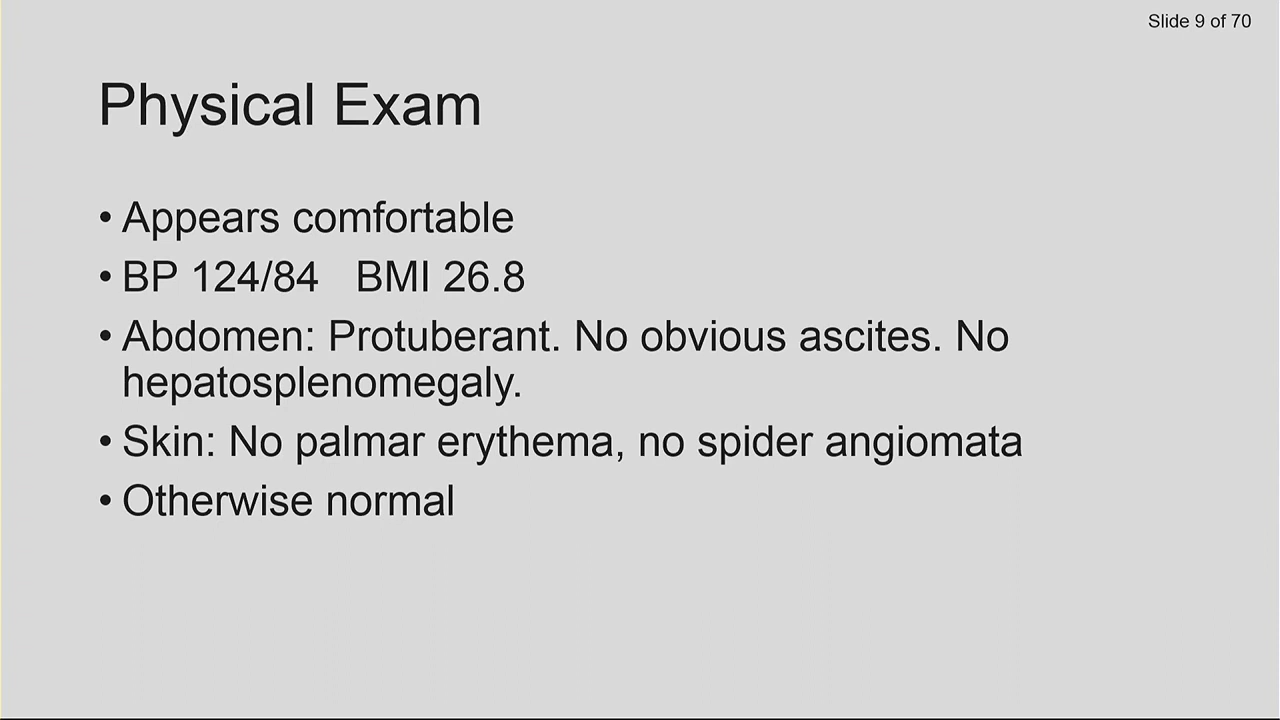 Slide 9 of 70
Physical Exam
• Appears comfortable
• BP 124/84 BMI 26.8
• Abdomen: Protuberant. No obvious ascites. No
hepatosplenomegaly.
• Skin: No palmar erythema, no spider angiomata
• Otherwise normal